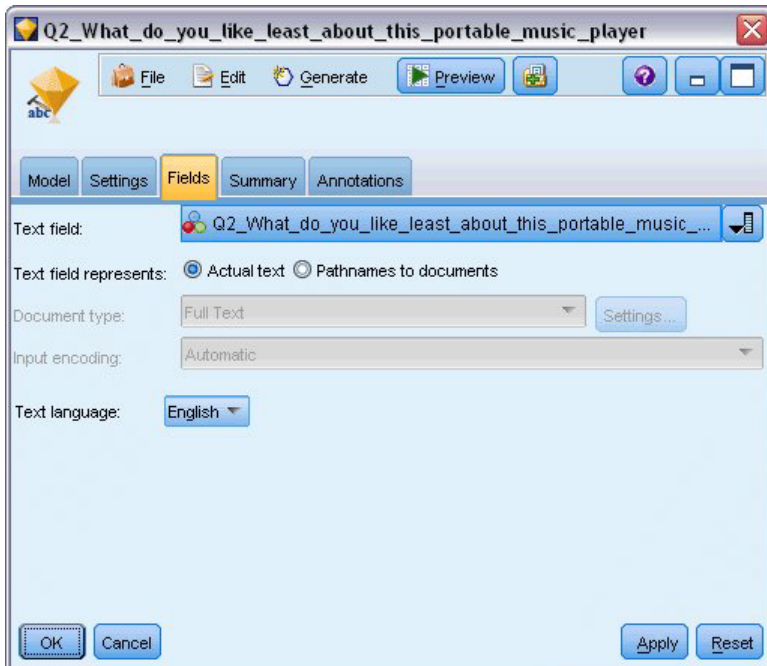 Q2_What_do_you_like_least_about_this_portable_music_player
File Edit Generate Preview
abc
Model Settings Fields Summary Annotations
Text field: Q2_What_do_you_like_least_about_this_portable_music_...
Text field represents: Actual text Pathnames to documents
Document type: Full Text Settings...
Input encoding: Automatic
Text language: English
OK Cancel Apply Reset